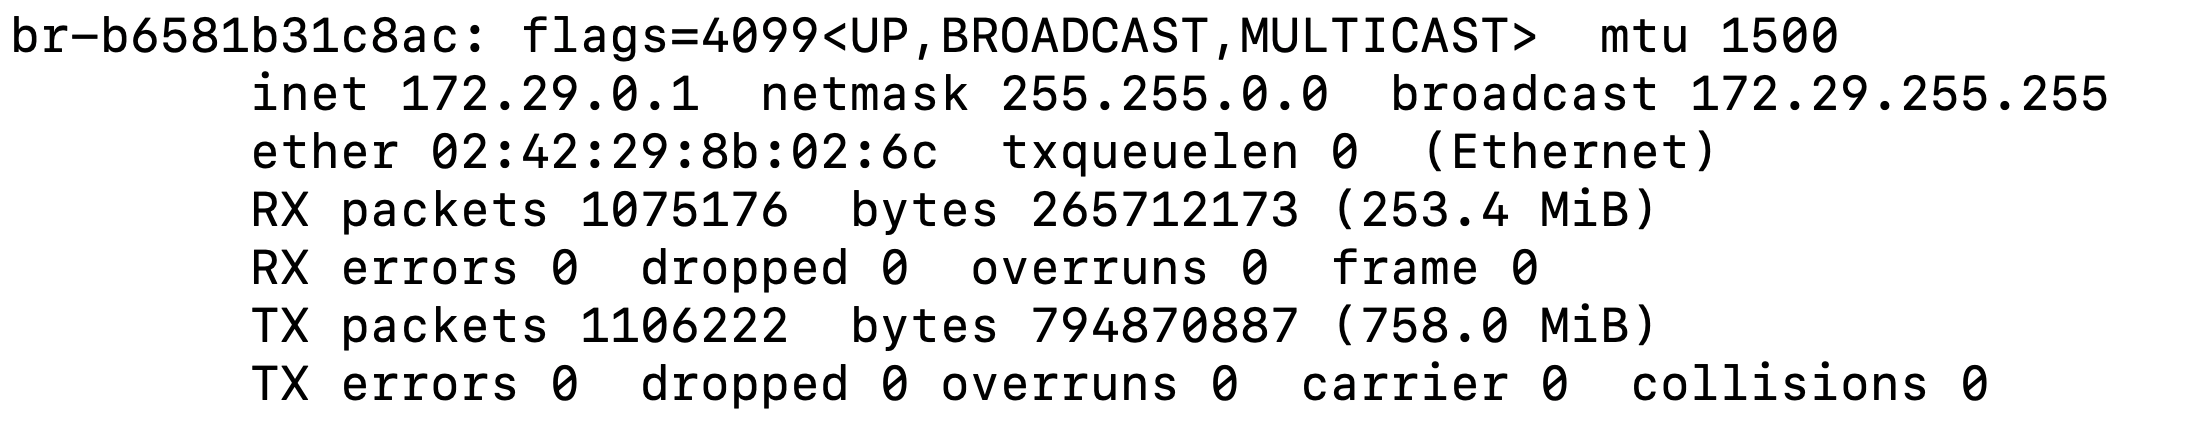 br-b6581b31c8ac: flags=4099<UP,BROADCAST,MULTICAST>  mtu 1500
        inet 172.29.0.1  netmask 255.255.0.0  broadcast 172.29.255.255
        ether 02:42:29:8b:02:6c  txqueuelen 0  (Ethernet)
        RX packets 1075176  bytes 265712173 (253.4 MiB)
        RX errors 0  dropped 0  overruns 0  frame 0
        TX packets 1106222  bytes 794870887 (758.0 MiB)
        TX errors 0  dropped 0 overruns 0  carrier 0  collisions 0